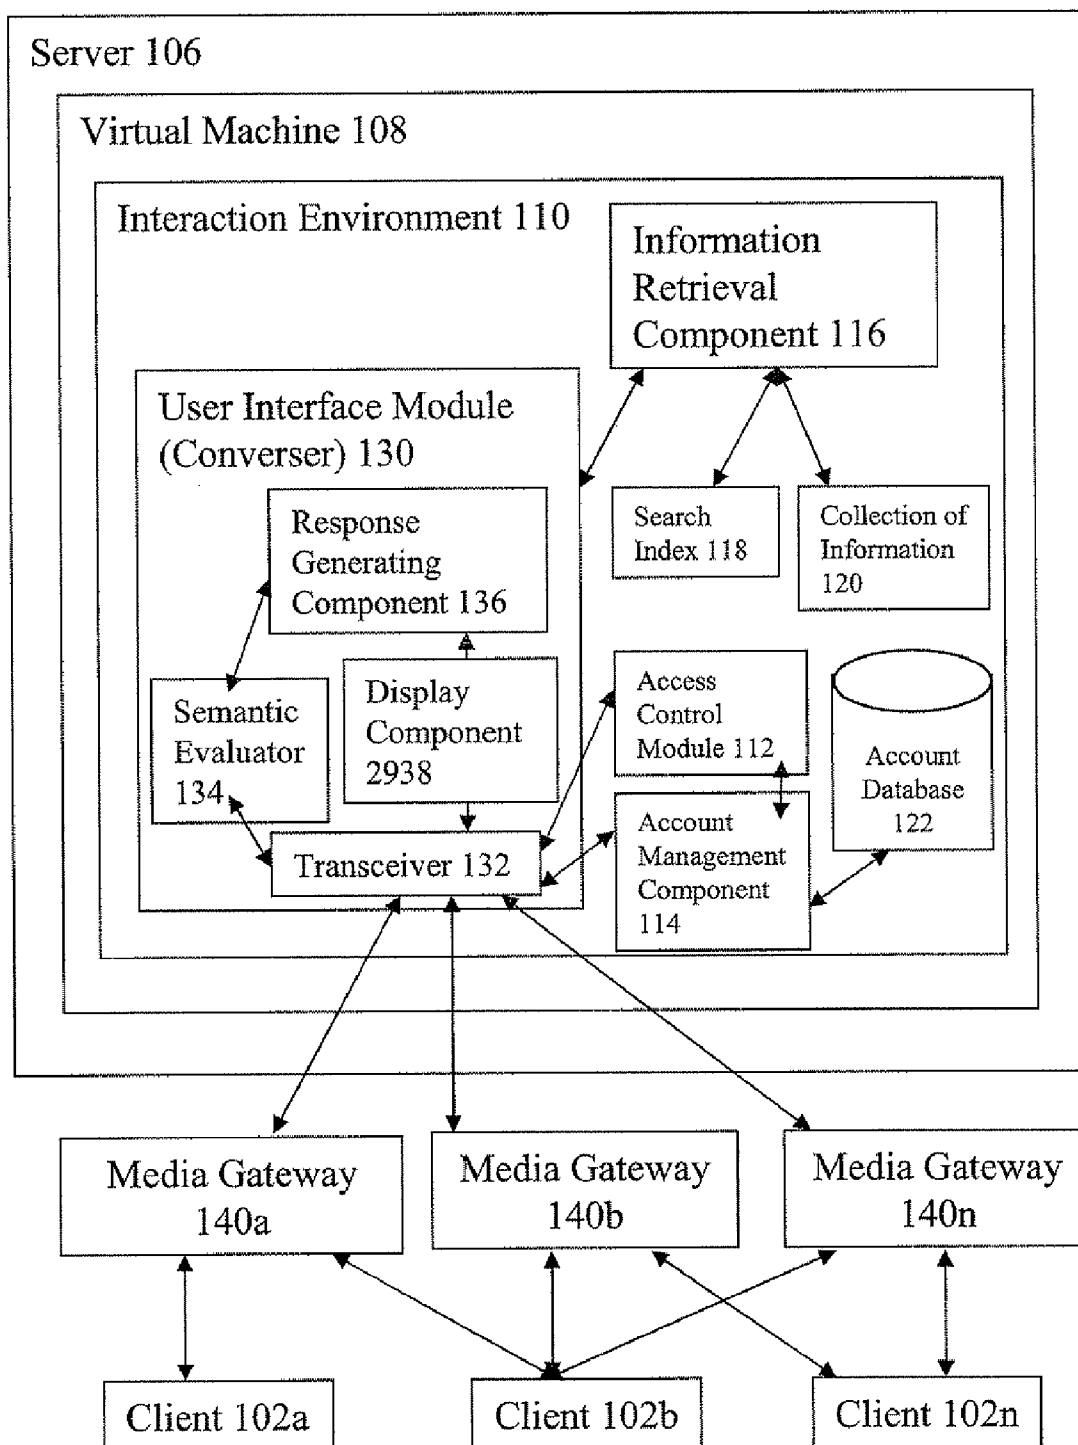 Server 106
Virtual Machine 108
Interaction Environment 110
Information
Retrieval
Component 116
User Interface Module
(Converser) 130
Response
Generating
Component 136
Search
Index 118
Collection of
Information
120
Semantic
Evaluator
134
Display
Component
2938
Access
Control
Module 112
Account
Database
122
Account
Management
Component
114
Transceiver 132
Media Gateway
140a
Media Gateway
140b
Media Gateway
140n
Client 102a
Client 102b
Client 102n